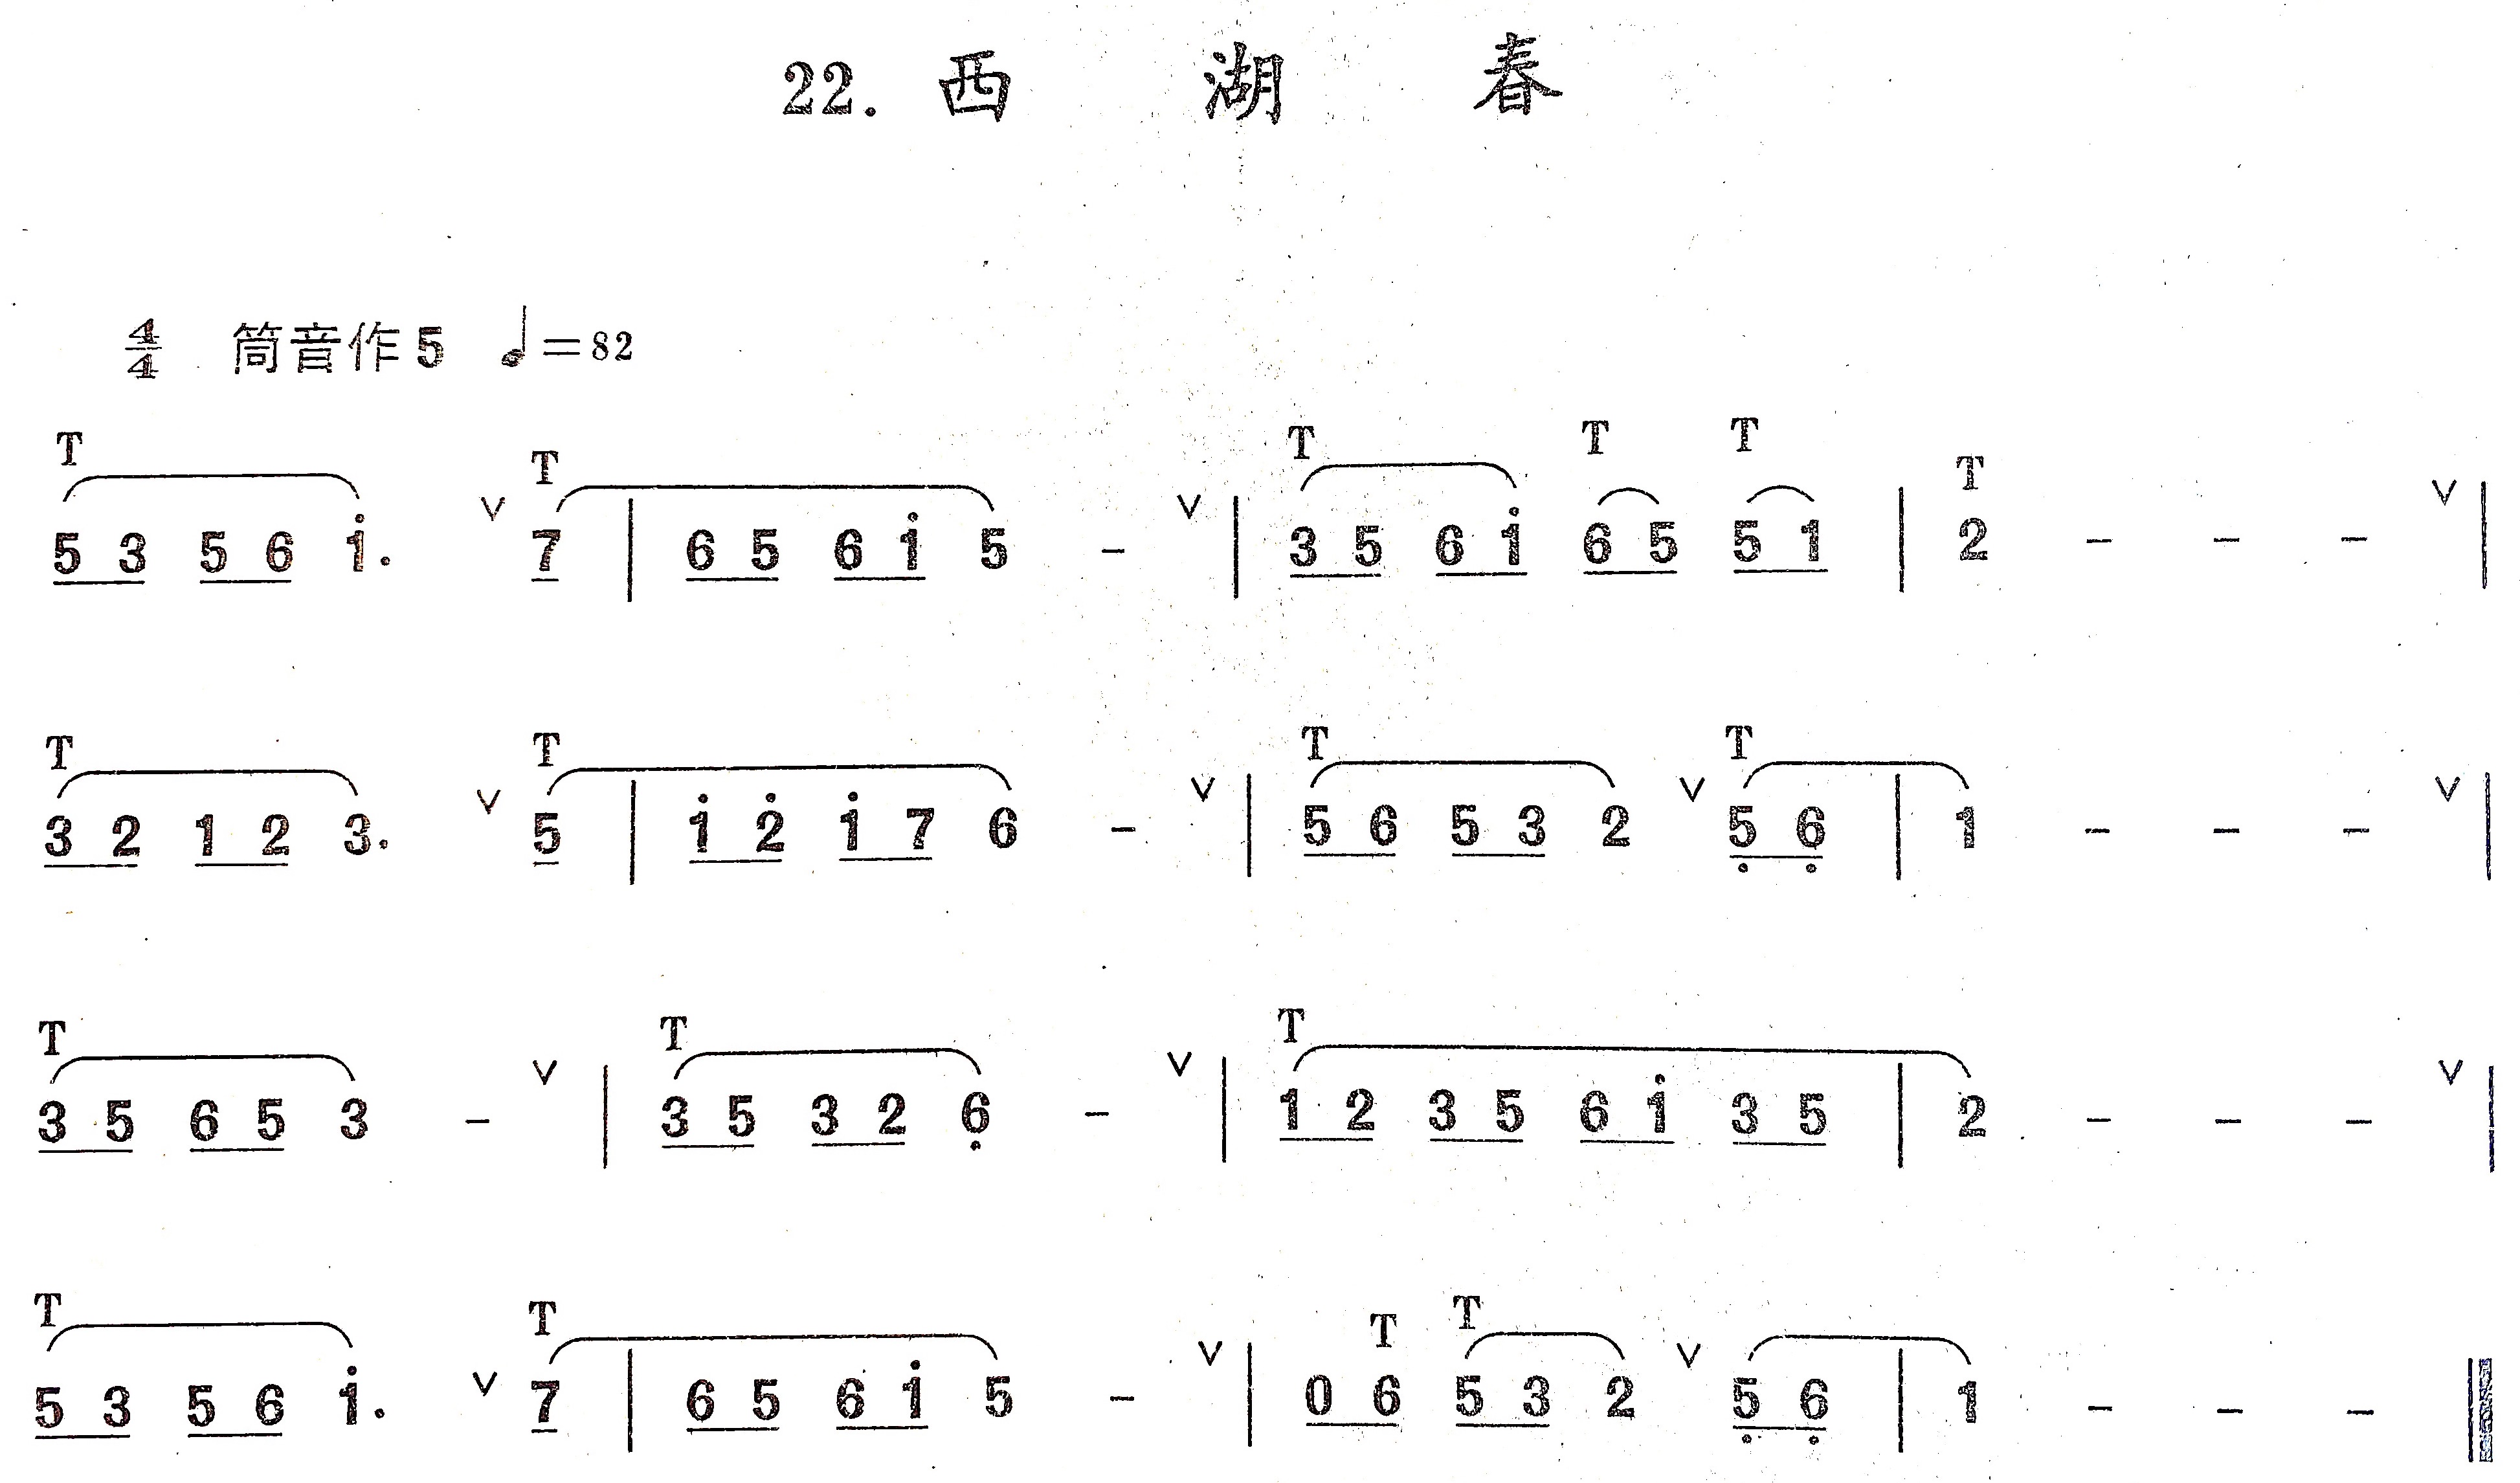 22. 西 湖 春
4/4 筒音作5 ♩=82
T T T T T T
5 3 5 6 i. ∨ 7 | 6 5 6 i 5 - ∨ | 3 5 6 i 6 5 5 1 | 2 - - - ∨ |
T T T T
3 2 1 2 3. ∨ 5 | i 2̇ i 7 6 - ∨ | 5 6 5 3 2 ∨ 5̣ 6̣ | 1 - - - ∨ |
T T T
3 5 6 5 3 - ∨ | 3 5 3 2 6̣ - ∨ | 1 2 3 5 6 i 3 5 | 2 - - - ∨ |
T T T T
5 3 5 6 i. ∨ 7 | 6 5 6 i 5 - ∨ | 0 6 5 3 2 ∨ 5̣ 6̣ | 1 - - - ‖